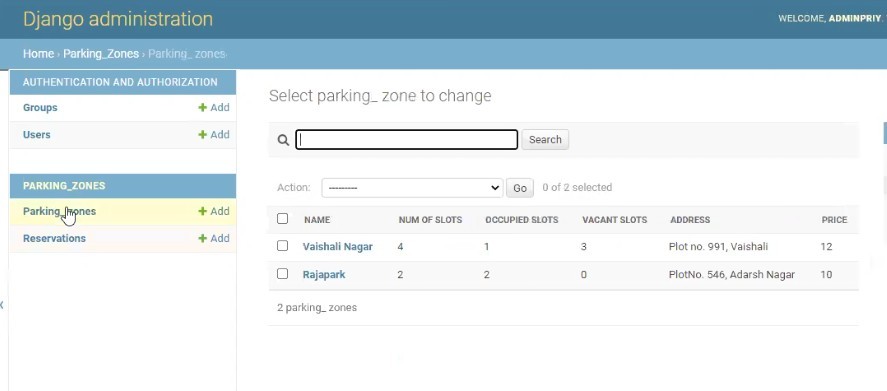 Django administration
WELCOME, ADMINPRIY.
Home › Parking_Zones › Parking_ zones
AUTHENTICATION AND AUTHORIZATION
Groups + Add
Users + Add
PARKING_ZONES
Parking_ zones + Add
Reservations + Add
Select parking_ zone to change
Search
Action: --------- Go 0 of 2 selected
NAME NUM OF SLOTS OCCUPIED SLOTS VACANT SLOTS ADDRESS PRICE
Vaishali Nagar 4 1 3 Plot no. 991, Vaishali 12
Rajapark 2 2 0 PlotNo. 546, Adarsh Nagar 10
2 parking_ zones